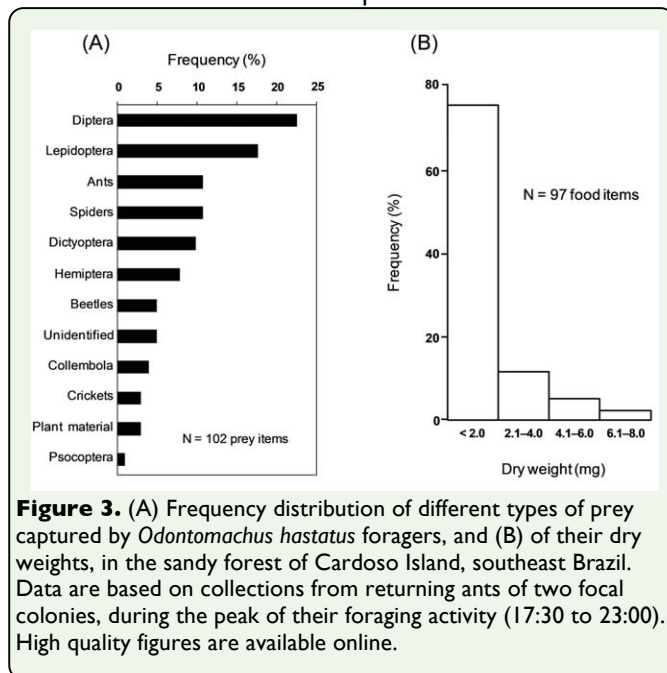 (A)
Frequency (%)
0 5 10 15 20 25
Diptera
Lepidoptera
Ants
Spiders
Dictyoptera
Hemiptera
Beetles
Unidentified
Collembola
Crickets
Plant material
Psocoptera
N = 102 prey items
(B)
80
60
40
20
0
Frequency (%)
N = 97 food items
< 2.0 2.1–4.0 4.1–6.0 6.1–8.0
Dry weight (mg)
Figure 3. (A) Frequency distribution of different types of prey
captured by Odontomachus hastatus foragers, and (B) of their dry
weights, in the sandy forest of Cardoso Island, southeast Brazil.
Data are based on collections from returning ants of two focal
colonies, during the peak of their foraging activity (17:30 to 23:00).
High quality figures are available online.